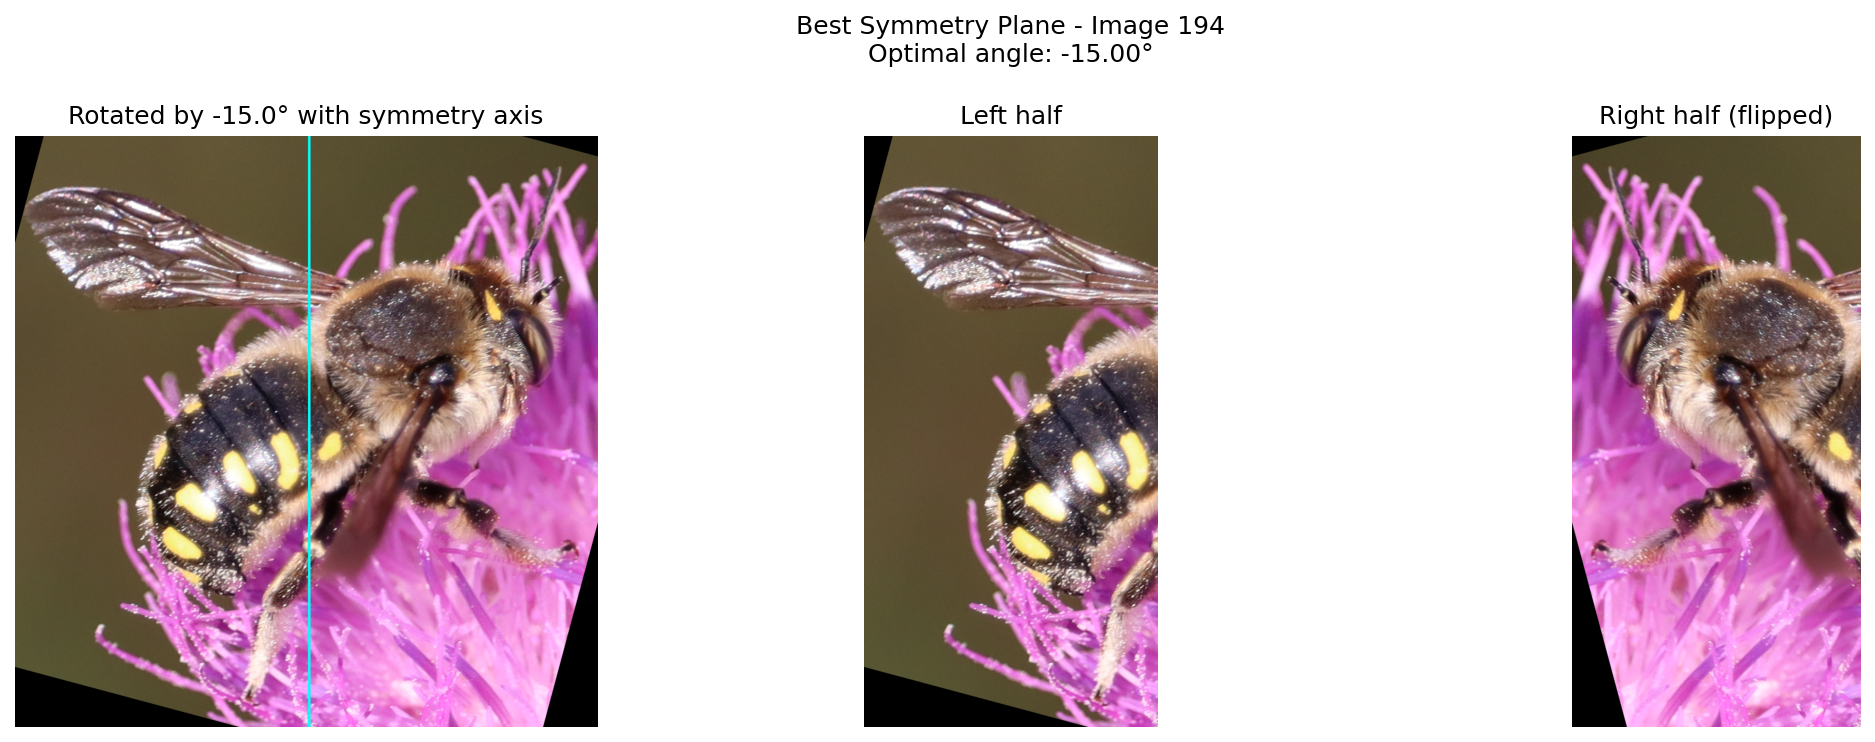 Best Symmetry Plane - Image 194
Optimal angle: -15.00°
Rotated by -15.0° with symmetry axis
Left half
Right half (flipped)